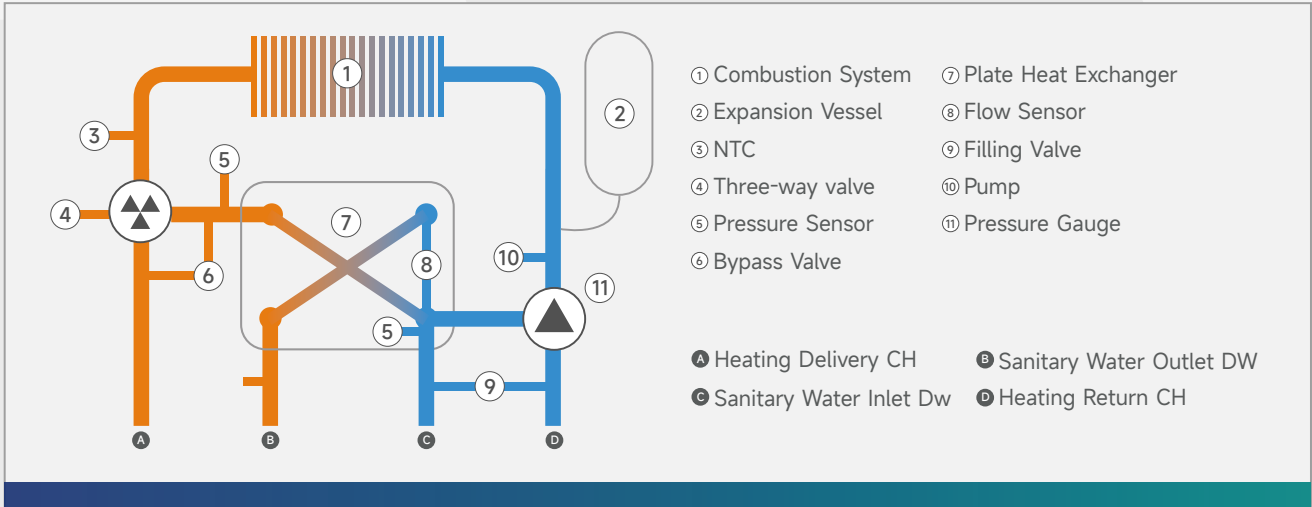 1
2
3
5
4
7
6
8
10
11
5
9
A
B
C
D
① Combustion System
② Expansion Vessel
③ NTC
④ Three-way valve
⑤ Pressure Sensor
⑥ Bypass Valve
⑦ Plate Heat Exchanger
⑧ Flow Sensor
⑨ Filling Valve
⑩ Pump
⑪ Pressure Gauge
A Heating Delivery CH
B Sanitary Water Outlet DW
C Sanitary Water Inlet Dw
D Heating Return CH